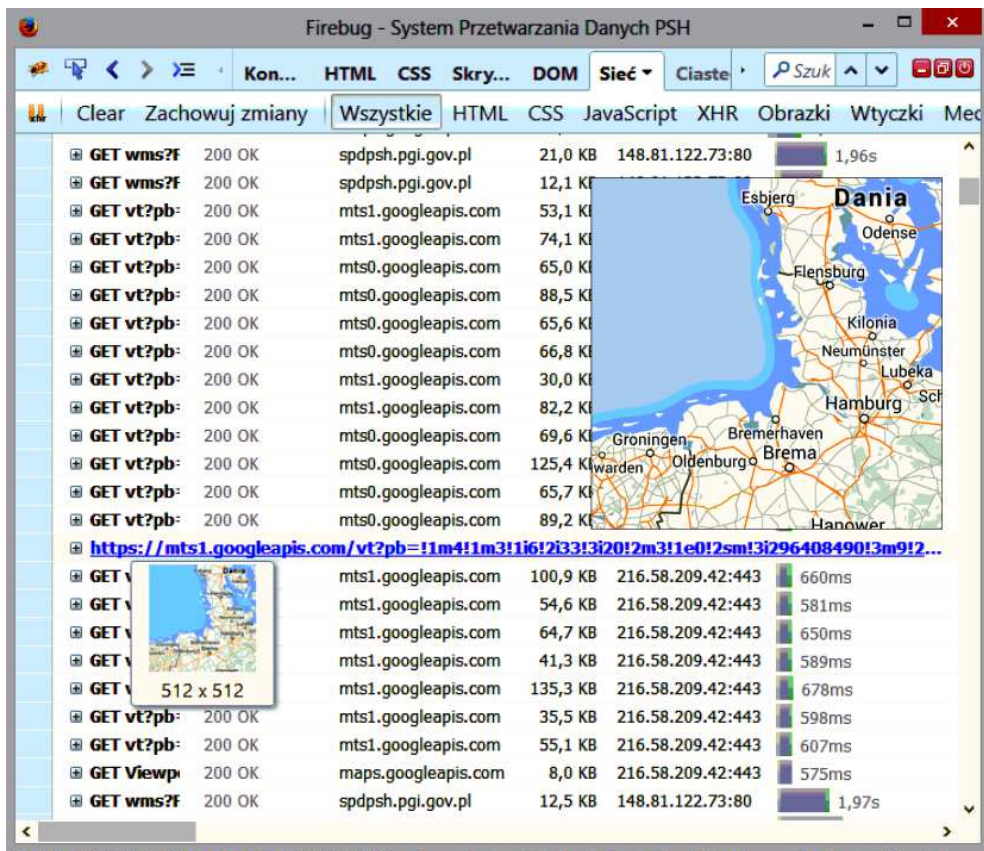 Firebug - System Przetwarzania Danych PSH
Kon... HTML CSS Skry... DOM Sieć Ciaste Szuk
Clear Zachowuj zmiany Wszystkie HTML CSS JavaScript XHR Obrazki Wtyczki Med
GET wms?F 200 OK spdpsh.pgi.gov.pl 21,0 KB 148.81.122.73:80 1,96s
GET wms?F 200 OK spdpsh.pgi.gov.pl 12,1 KB
GET vt?pb= 200 OK mts1.googleapis.com 53,1 KB
GET vt?pb= 200 OK mts1.googleapis.com 74,1 KB
GET vt?pb= 200 OK mts0.googleapis.com 65,0 KB
GET vt?pb= 200 OK mts0.googleapis.com 88,5 KB
GET vt?pb= 200 OK mts0.googleapis.com 65,6 KB
GET vt?pb= 200 OK mts0.googleapis.com 66,8 KB
GET vt?pb= 200 OK mts1.googleapis.com 30,0 KB
GET vt?pb= 200 OK mts1.googleapis.com 82,2 KB
GET vt?pb= 200 OK mts0.googleapis.com 69,6 KB
GET vt?pb= 200 OK mts0.googleapis.com 125,4 KB
GET vt?pb= 200 OK mts0.googleapis.com 65,7 KB
GET vt?pb= 200 OK mts0.googleapis.com 89,2 KB
Esbjerg Dania
Odense
Flensburg
Kilonia
Neumünster
Lubeka
Sch
Hamburg
Bremerhaven
Groningen
Brema
warden Oldenburg
Hanower
https://mts1.googleapis.com/vt?pb=!1m4!1m3!1i6!2i33!3i20!2m3!1e0!2sm!3i296408490!3m9!2...
GET v mts1.googleapis.com 100,9 KB 216.58.209.42:443 660ms
GET v mts1.googleapis.com 54,6 KB 216.58.209.42:443 581ms
GET v mts1.googleapis.com 64,7 KB 216.58.209.42:443 650ms
GET v mts1.googleapis.com 41,3 KB 216.58.209.42:443 589ms
GET v mts1.googleapis.com 135,3 KB 216.58.209.42:443 678ms
512 x 512
GET vt?pb= 200 OK mts1.googleapis.com 35,5 KB 216.58.209.42:443 598ms
GET vt?pb= 200 OK mts1.googleapis.com 55,1 KB 216.58.209.42:443 607ms
GET Viewpo 200 OK maps.googleapis.com 8,0 KB 216.58.209.42:443 575ms
GET wms?F 200 OK spdpsh.pgi.gov.pl 12,5 KB 148.81.122.73:80 1,97s